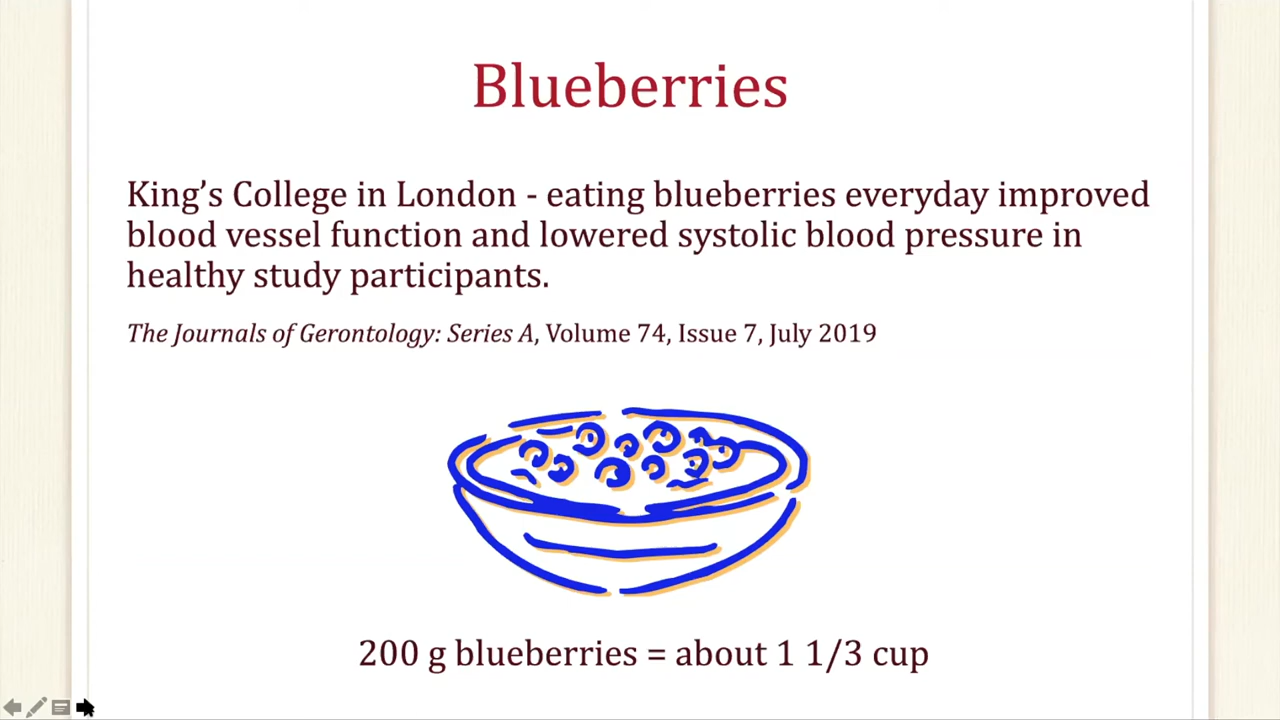 Blueberries
King’s College in London - eating blueberries everyday improved
blood vessel function and lowered systolic blood pressure in
healthy study participants.
The Journals of Gerontology: Series A, Volume 74, Issue 7, July 2019
200 g blueberries = about 1 1/3 cup